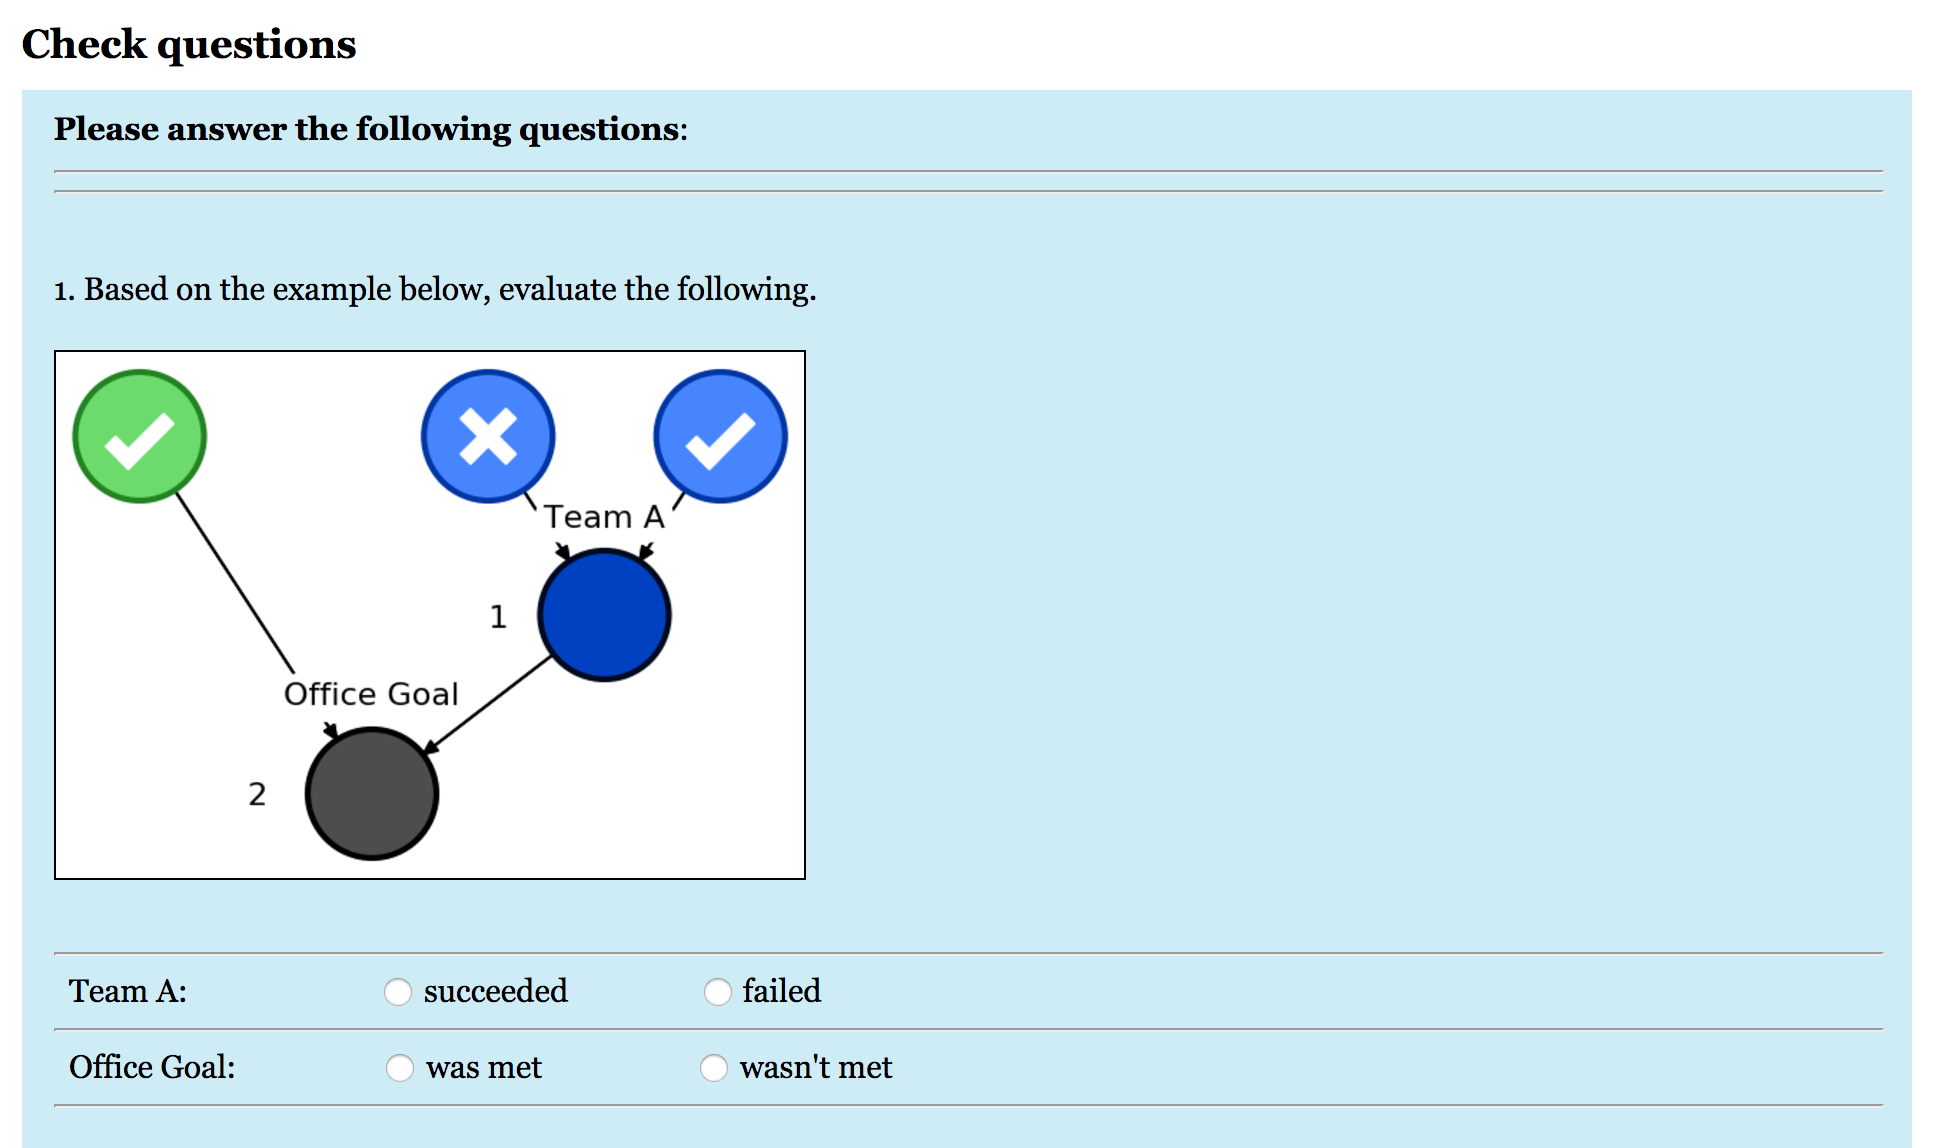 Check questions
Please answer the following questions:
1. Based on the example below, evaluate the following.
Team A
1
Office Goal
2
Team A: succeeded failed
Office Goal: was met wasn't met